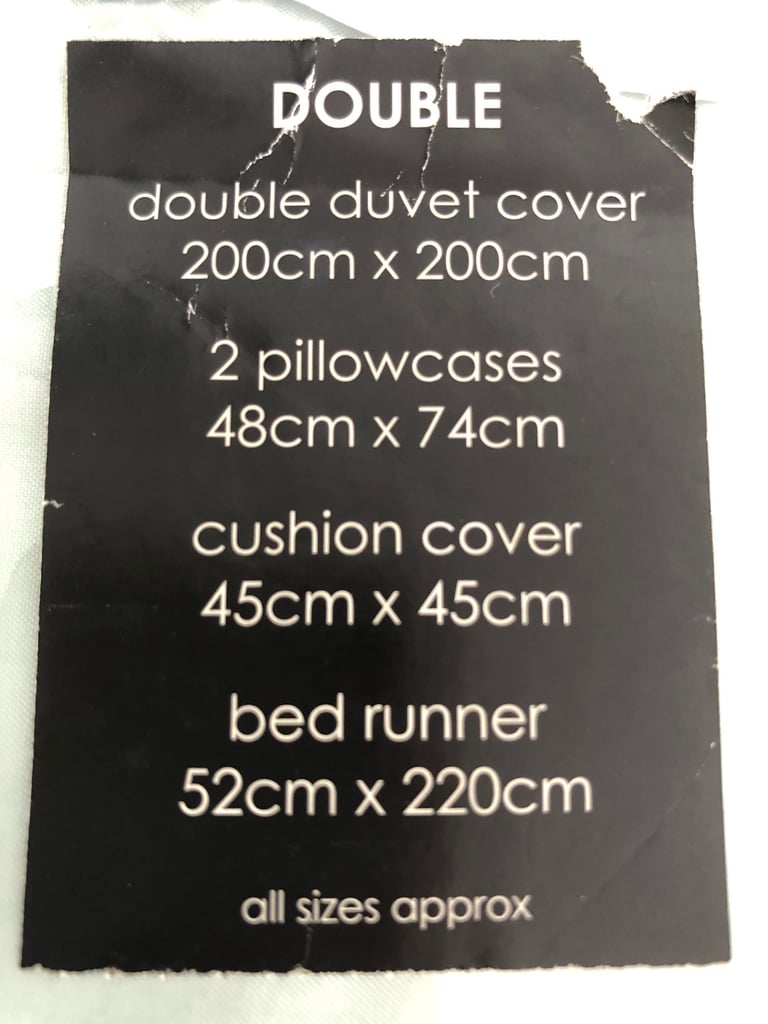 DOUBLE
double duvet cover
200cm x 200cm
2 pillowcases
48cm x 74cm
cushion cover
45cm x 45cm
bed runner
52cm x 220cm
all sizes approx